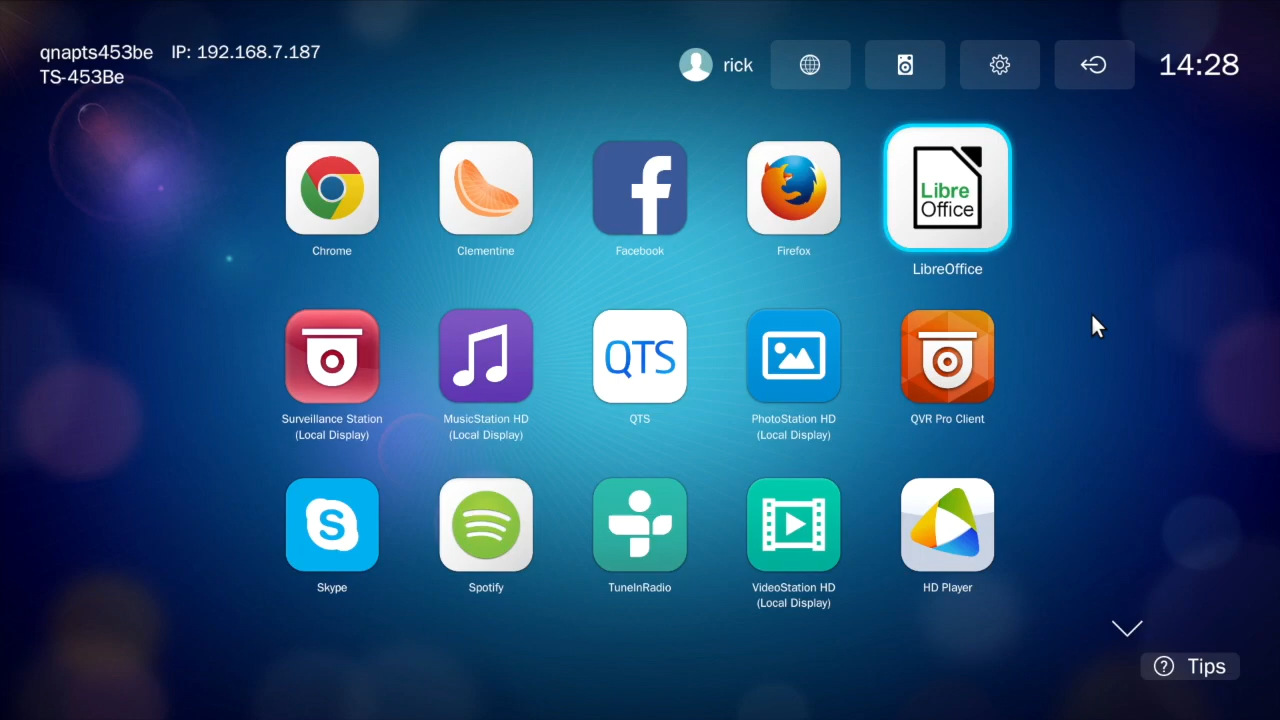 qnapts453be IP: 192.168.7.187
TS-453Be
rick
14:28
Libre
Office
Chrome
Clementine
Facebook
Firefox
LibreOffice
QTS
Surveillance Station
(Local Display)
MusicStation HD
(Local Display)
QTS
PhotoStation HD
(Local Display)
QVR Pro Client
Skype
Spotify
TuneInRadio
VideoStation HD
(Local Display)
HD Player
Tips